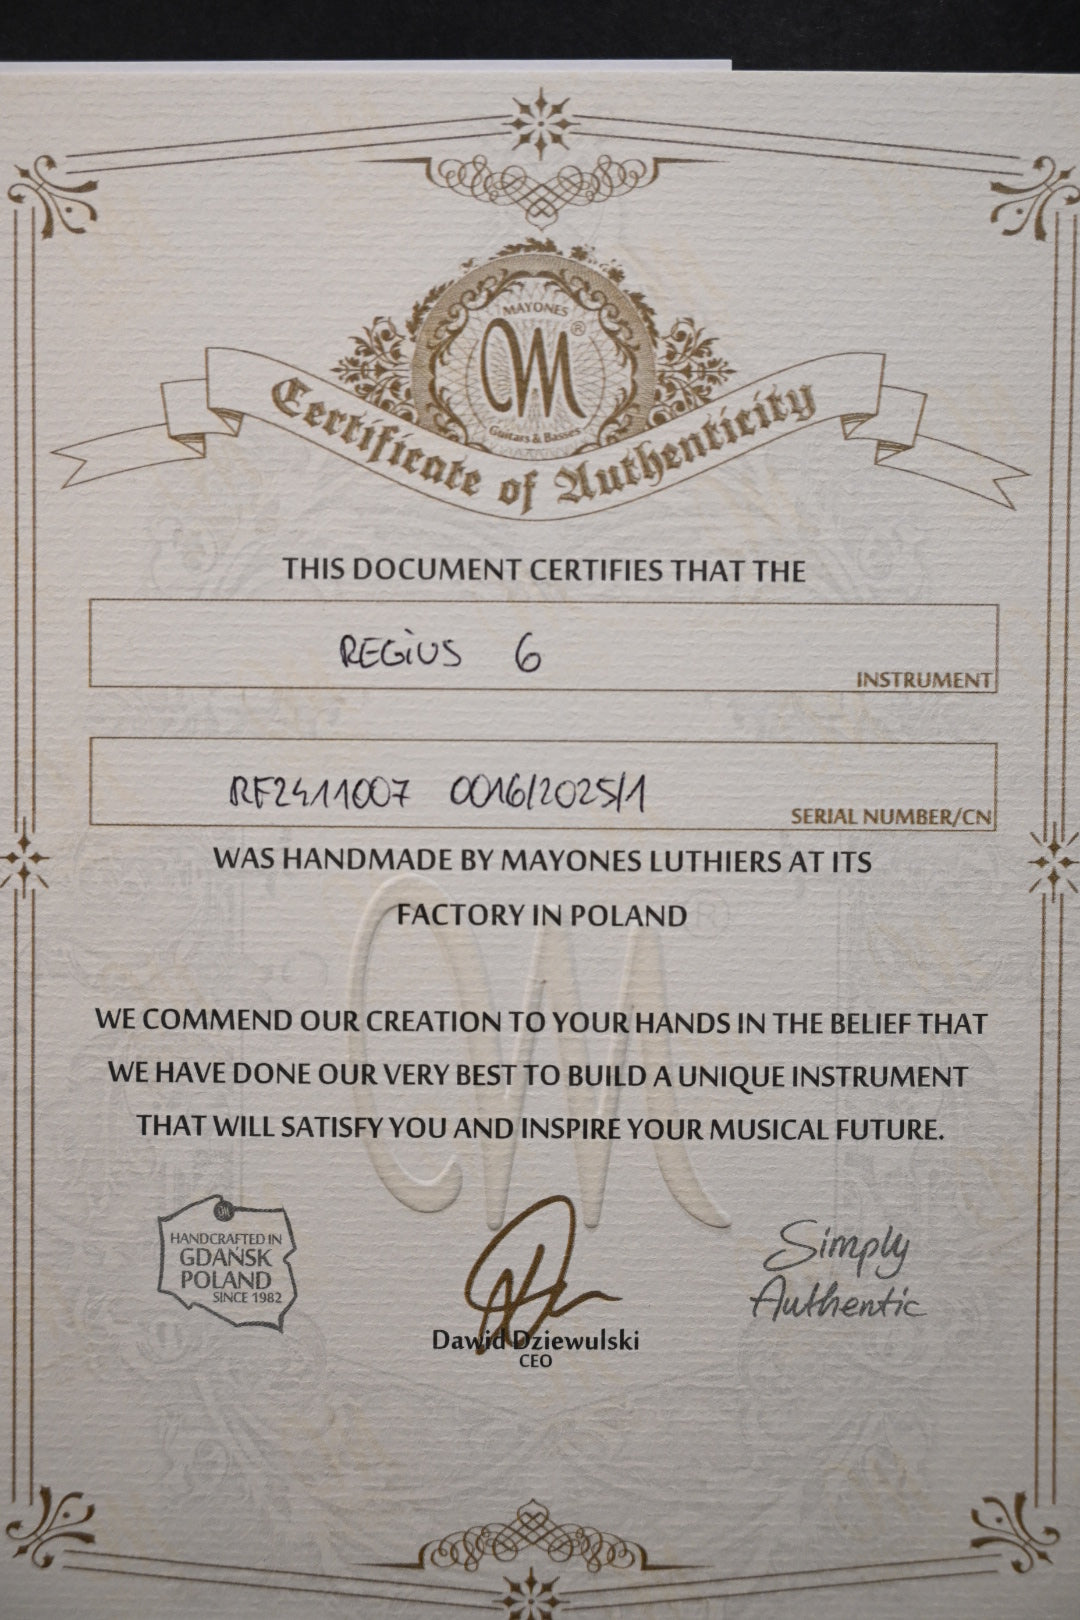 MAYONES
M®
Guitars & Basses
Certificate of Authenticity
THIS DOCUMENT CERTIFIES THAT THE
REGiUS 6
INSTRUMENT
RF2411007 0016/2025/1
SERIAL NUMBER/CN
WAS HANDMADE BY MAYONES LUTHIERS AT ITS
FACTORY IN POLAND
WE COMMEND OUR CREATION TO YOUR HANDS IN THE BELIEF THAT
WE HAVE DONE OUR VERY BEST TO BUILD A UNIQUE INSTRUMENT
THAT WILL SATISFY YOU AND INSPIRE YOUR MUSICAL FUTURE.
HANDCRAFTED IN
GDAŃSK
POLAND
SINCE 1982
Dawid Dziewulski
CEO
Simply
Authentic